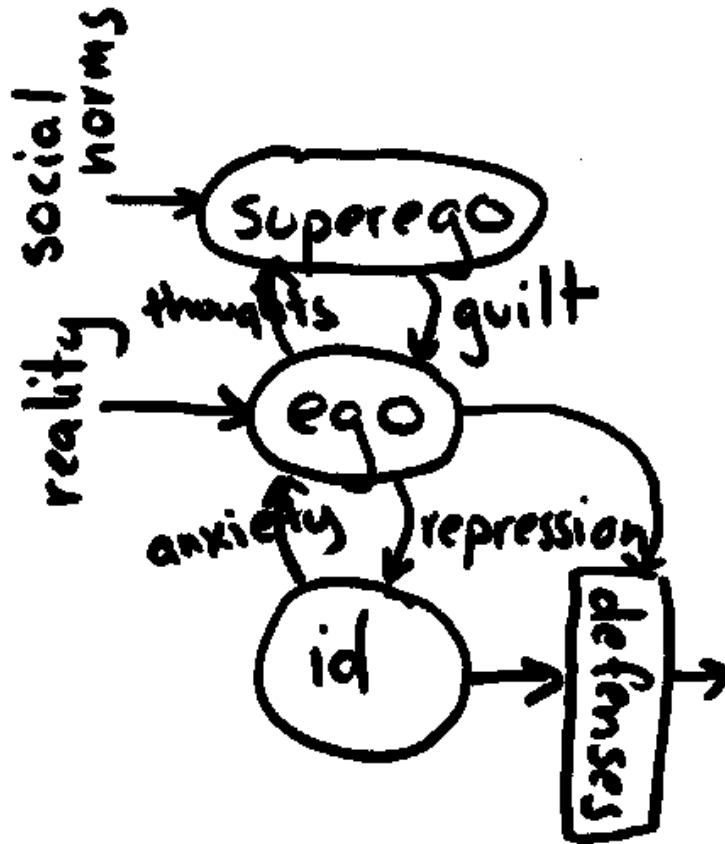 social
norms
superego
thoughts
guilt
reality
ego
anxiety
repression
id
defenses